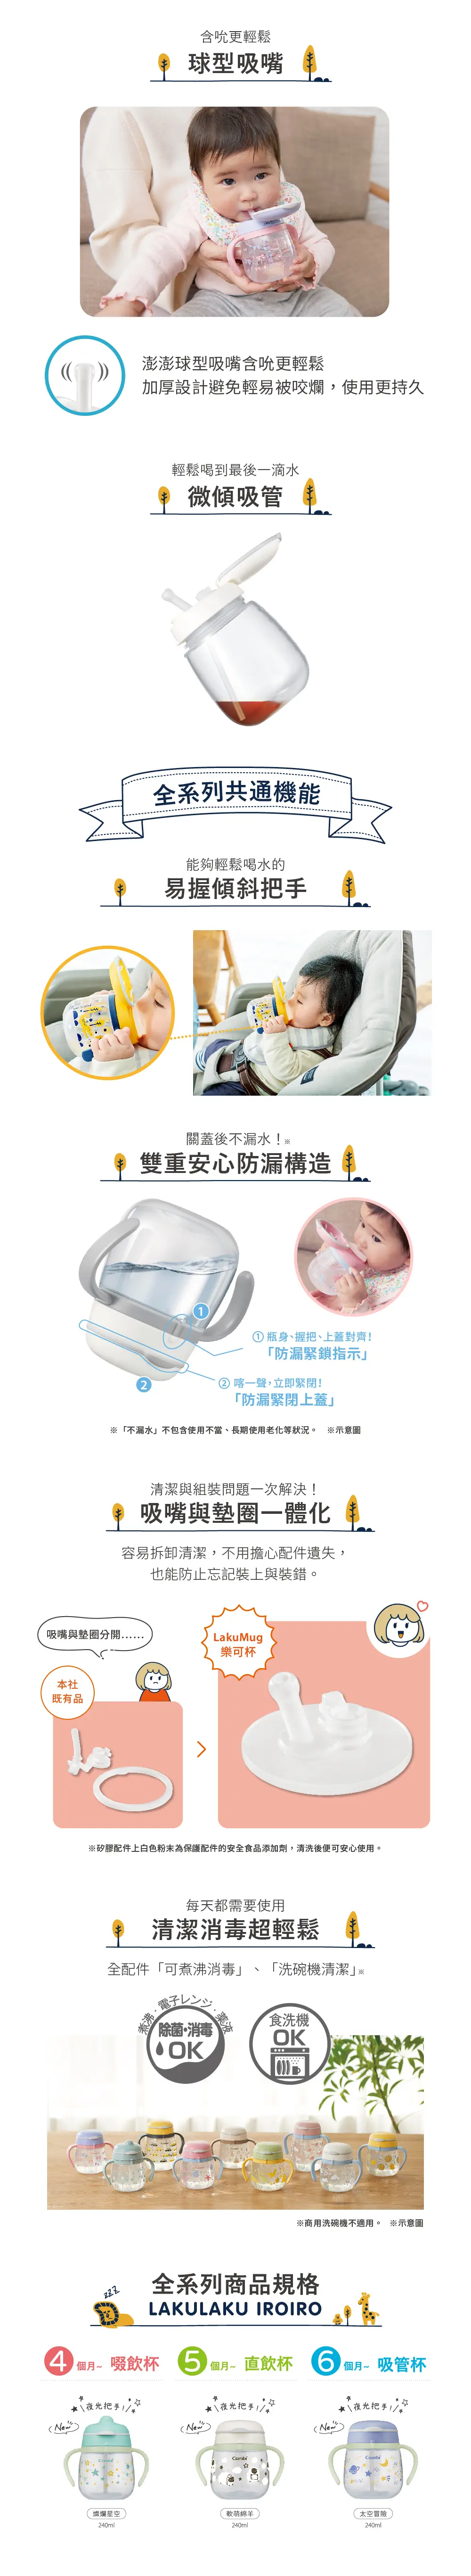 含吮更輕鬆
球型吸嘴
澎澎球型吸嘴含吮更輕鬆
加厚設計避免輕易被咬爛，使用更持久
輕鬆喝到最後一滴水
微傾吸管
全系列共通機能
能夠輕鬆喝水的
易握傾斜把手
關蓋後不漏水！※
雙重安心防漏構造
1
① 瓶身、握把、上蓋對齊！
「防漏緊鎖指示」
2
② 喀一聲，立即緊閉！
「防漏緊閉上蓋」
※「不漏水」不包含使用不當、長期使用老化等狀況。 ※示意圖
清潔與組裝問題一次解決！
吸嘴與墊圈一體化
容易拆卸清潔，不用擔心配件遺失，
也能防止忘記裝上與裝錯。
吸嘴與墊圈分開......
LakuMug
樂可杯
本社
既有品
※矽膠配件上白色粉末為保護配件的安全食品添加劑，清洗後便可安心使用。
每天都需要使用
清潔消毒超輕鬆
全配件「可煮沸消毒」、「洗碗機清潔」※
煮沸・電子レンジ・薬液
除菌・消毒
OK
食洗機
OK
※商用洗碗機不適用。 ※示意圖
zzz
全系列商品規格
LAKULAKU IROIRO
4個月~ 啜飲杯
5個月~ 直飲杯
6個月~ 吸管杯
夜光把手!
夜光把手!
夜光把手!
New
New
New
Combi
Combi
Combi
燦爛星空
軟萌綿羊
太空冒險
240ml
240ml
240ml